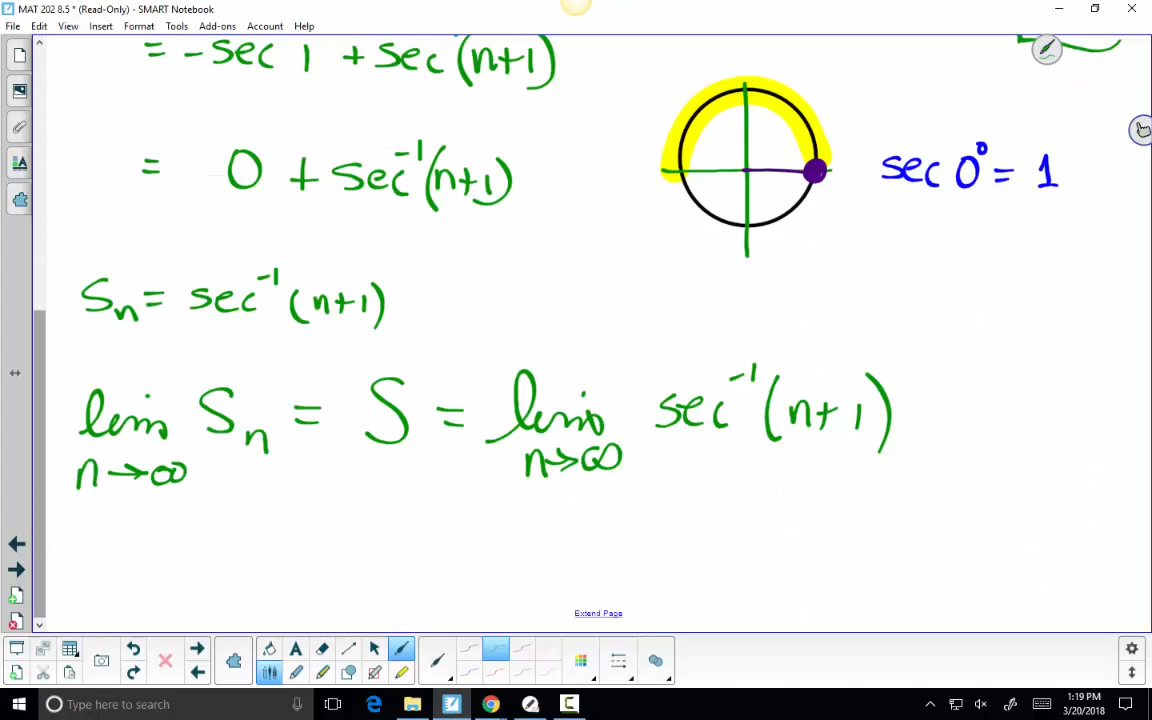 MAT 202 8.5 * (Read-Only) - SMART Notebook
File Edit View Insert Format Tools Add-ons Account Help
= -sec 1 + sec (n+1)
= 0 + sec⁻¹(n+1)
sec 0° = 1
Sₙ = sec⁻¹ (n+1)
lim Sₙ = S = lim sec⁻¹ (n+1)
n→∞ n→∞
Extend Page
Type here to search
1:19 PM
3/20/2018